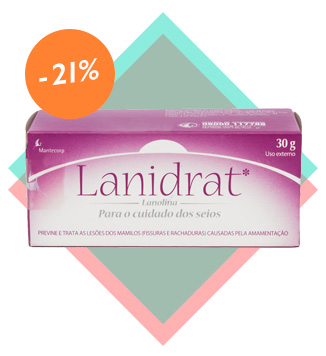 -21%
Mantecorp
30 g
Uso externo
Lanidrat*
Lanolina
Para o cuidado dos seios
PREVINE E TRATA AS LESÕES DOS MAMILOS (FISSURAS E RACHADURAS) CAUSADAS PELA AMAMENTAÇÃO